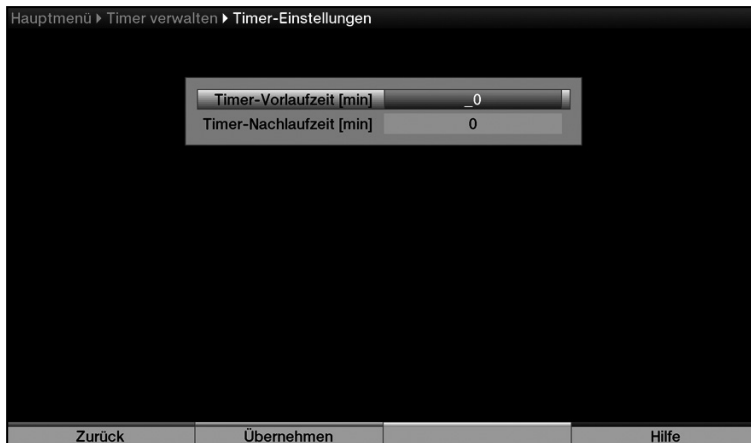 Hauptmenü ▸ Timer verwalten ▸ Timer-Einstellungen
Timer-Vorlaufzeit [min] _0
Timer-Nachlaufzeit [min] 0
Zurück Übernehmen Hilfe